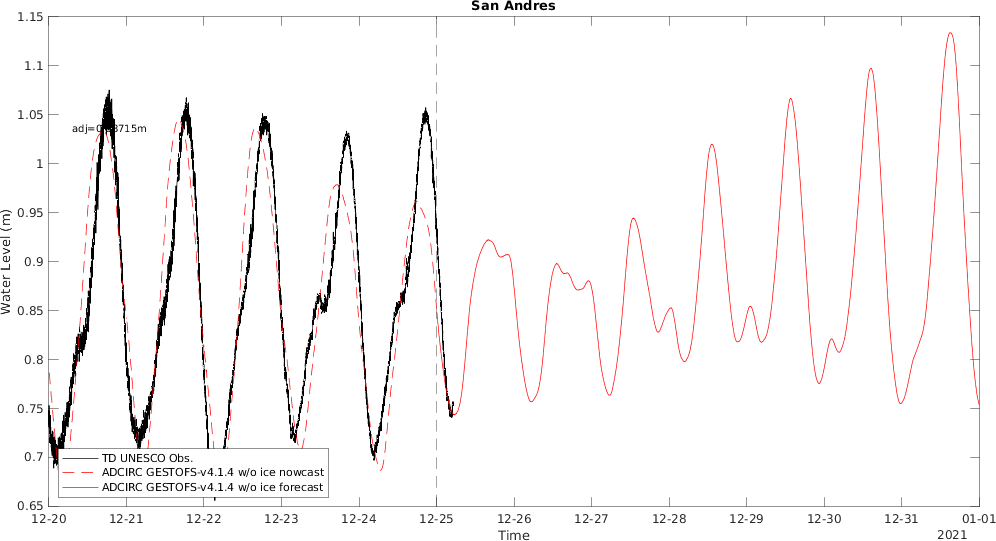 San Andres
1.15
1.1
1.05
1
0.95
0.9
0.85
0.8
0.75
0.7
0.65
Water Level (m)
TD UNESCO Obs.
ADCIRC GESTOFS-v4.1.4 w/o ice nowcast
ADCIRC GESTOFS-v4.1.4 w/o ice forecast
12-20 12-21 12-22 12-23 12-24 12-25 12-26 12-27 12-28 12-29 12-30 12-31 01-01
Time
2021